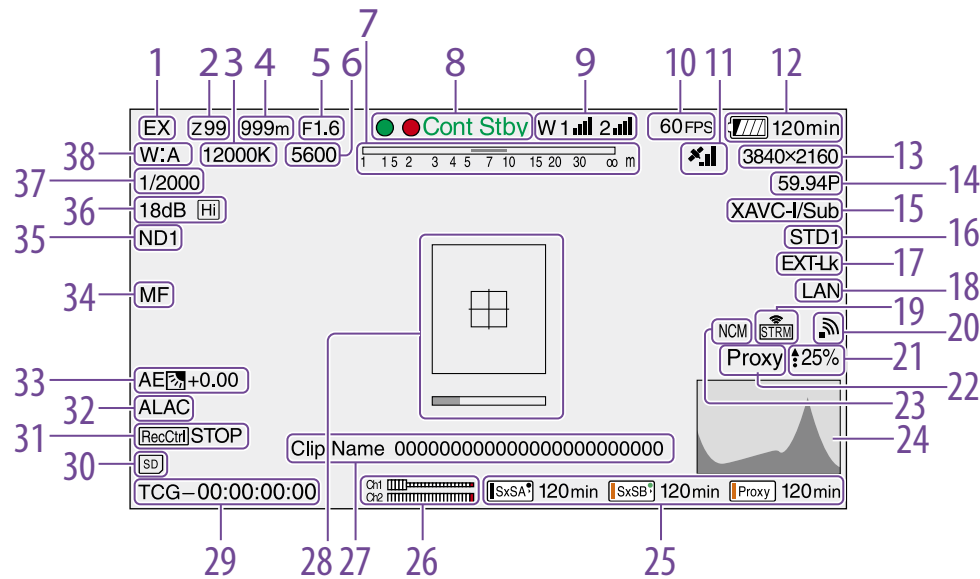 7
1 2 3 4 5 6 8 9 10 11 12
EX Z99 999m F1.6 Cont Stby W1 2 60FPS 120min
38 W:A 12000K 5600 3840×2160 13
1 1 5 2 3 4 5 7 10 15 20 30 ∞ m
37 1/2000 59.94P 14
36 18dB Hi XAVC-I/Sub 15
35 ND1 STD1 16
EXT-Lk 17
34 MF LAN 18
19
NCM STRM 20
Proxy 25% 21
33 AE +0.00 22
32 ALAC 23
31 RecCtrl STOP 24
Clip Name 000000000000000000000000
30 SD
Ch1
Ch2
TCG–00:00:00:00 SxSA 120min SxSB 120min Proxy 120min
29 28 27 26 25